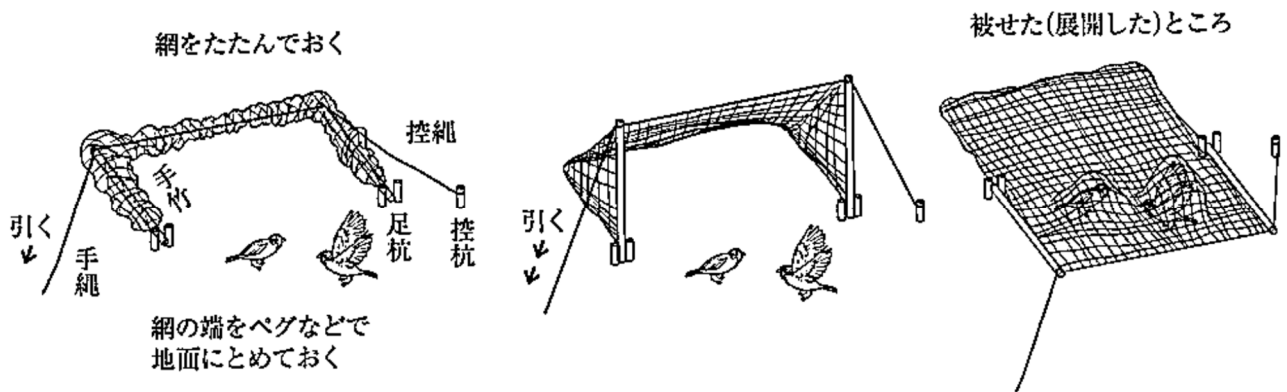 網をたたんでおく
控縄
手竹
引く
手縄
足杭
控杭
網の端をペグなどで
地面にとめておく
引く
被せた(展開した)ところ